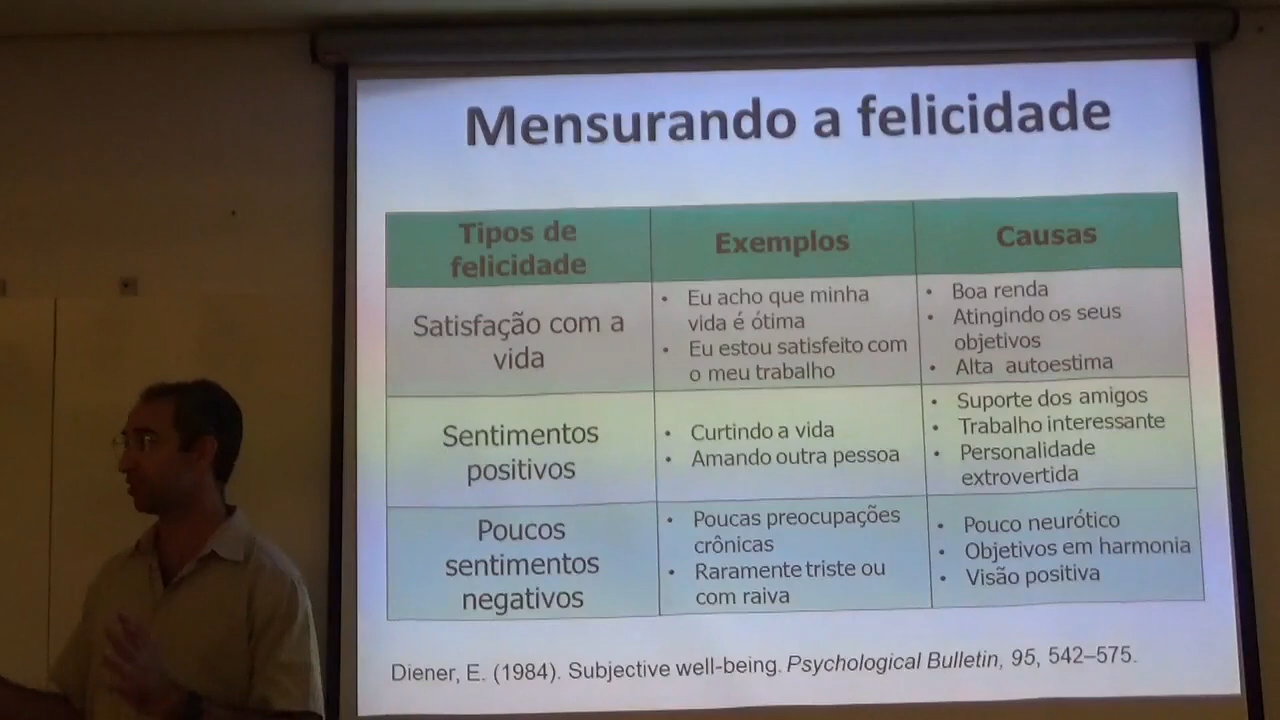 Mensurando a felicidade
Tipos de
felicidade
Exemplos
Causas
Satisfação com a
vida
• Eu acho que minha
vida é ótima
• Eu estou satisfeito com
o meu trabalho
• Boa renda
• Atingindo os seus
objetivos
• Alta autoestima
Sentimentos
positivos
• Curtindo a vida
• Amando outra pessoa
• Suporte dos amigos
• Trabalho interessante
• Personalidade
extrovertida
Poucos
sentimentos
negativos
• Poucas preocupações
crônicas
• Raramente triste ou
com raiva
• Pouco neurótico
• Objetivos em harmonia
• Visão positiva
Diener, E. (1984). Subjective well-being. Psychological Bulletin, 95, 542–575.